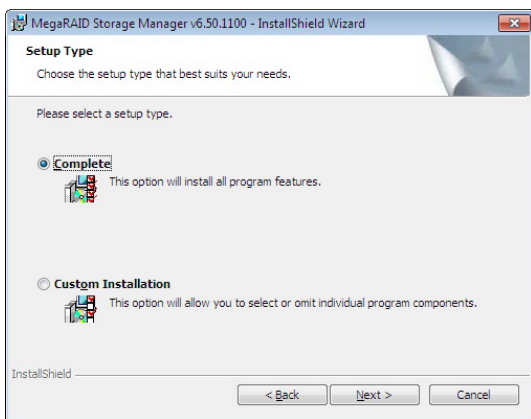 MegaRAID Storage Manager v6.50.1100 - InstallShield Wizard
Setup Type
Choose the setup type that best suits your needs.
Please select a setup type.
Complete
This option will install all program features.
Custom Installation
This option will allow you to select or omit individual program components.
InstallShield
< Back Next > Cancel